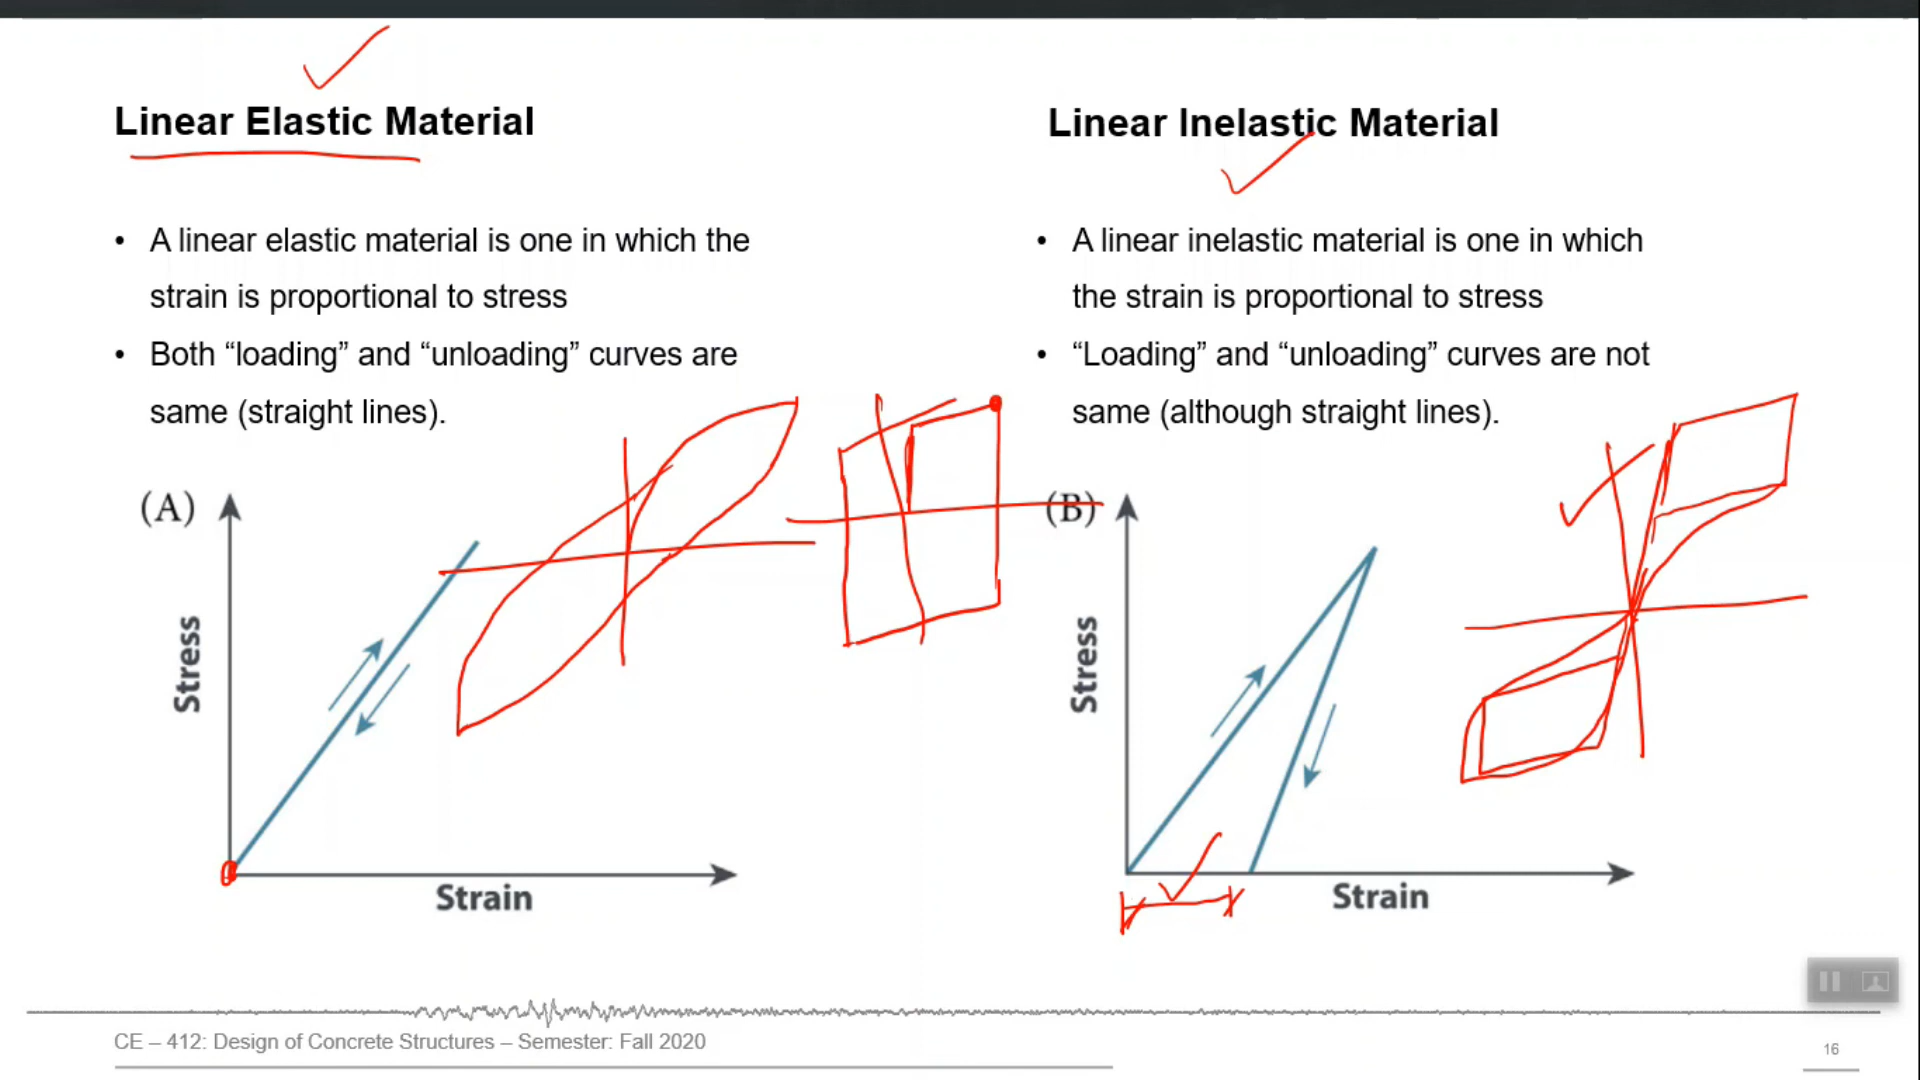 Linear Elastic Material
• A linear elastic material is one in which the
strain is proportional to stress
• Both “loading” and “unloading” curves are
same (straight lines).
(A)
Stress
Strain
Linear Inelastic Material
• A linear inelastic material is one in which
the strain is proportional to stress
• “Loading” and “unloading” curves are not
same (although straight lines).
(B)
Stress
Strain
CE – 412: Design of Concrete Structures – Semester: Fall 2020
16